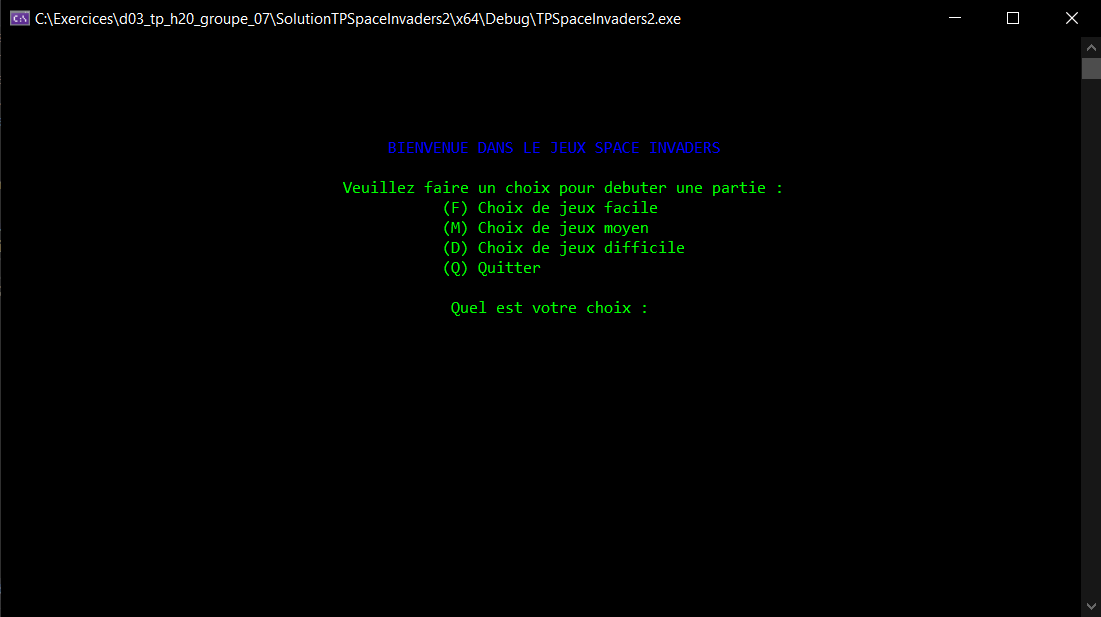 C:\Exercices\d03_tp_h20_groupe_07\SolutionTPSpaceInvaders2\x64\Debug\TPSpaceInvaders2.exe
BIENVENUE DANS LE JEUX SPACE INVADERS
Veuillez faire un choix pour debuter une partie :
(F) Choix de jeux facile
(M) Choix de jeux moyen
(D) Choix de jeux difficile
(Q) Quitter
Quel est votre choix :